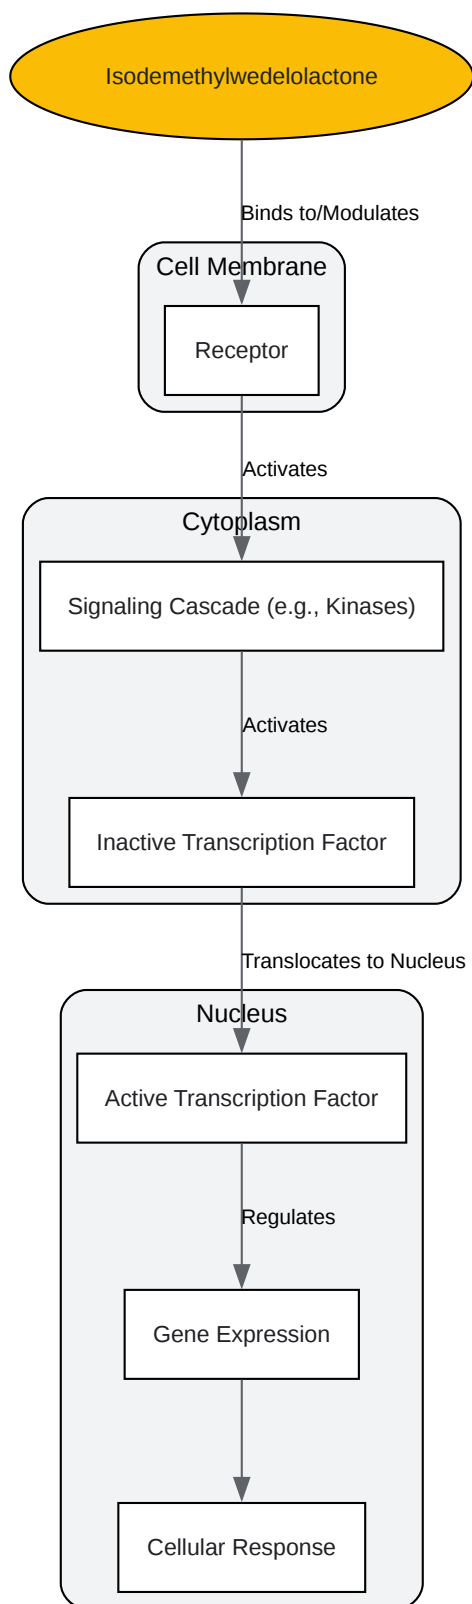 Isodemethylwedelolactone
Binds to/Modulates
Cell Membrane
Receptor
Activates
Cytoplasm
Signaling Cascade (e.g., Kinases)
Activates
Inactive Transcription Factor
Translocates to Nucleus
Nucleus
Active Transcription Factor
Regulates
Gene Expression
Cellular Response